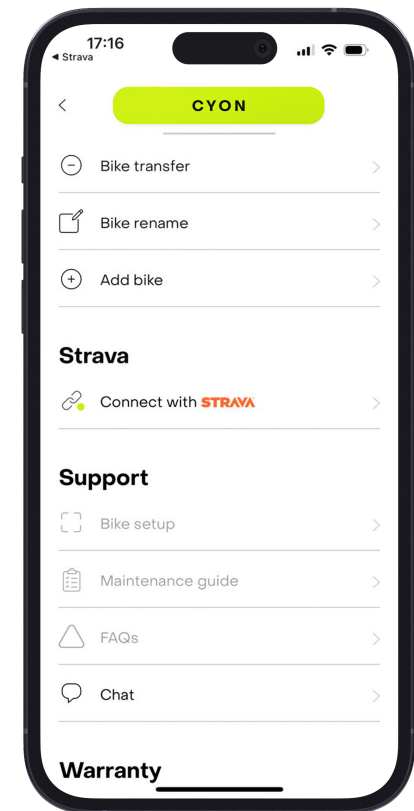 17:16
◀ Strava
CYON
Bike transfer
Bike rename
Add bike
Strava
Connect with STRAVA
Support
Bike setup
Maintenance guide
FAQs
Chat
Warranty